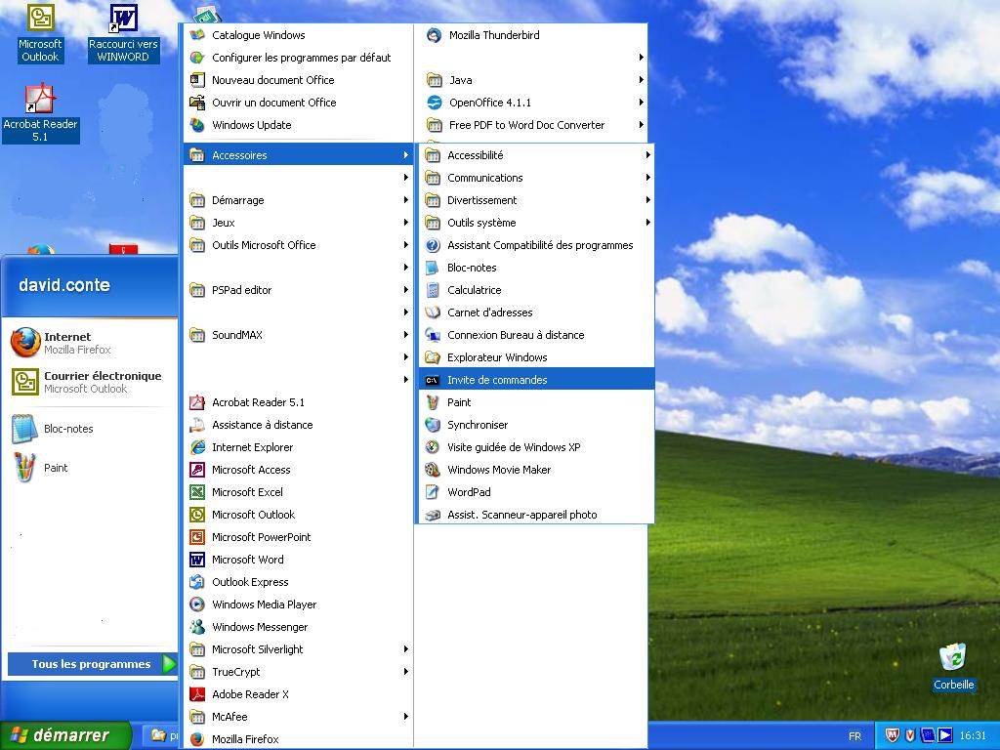 Microsoft
Outlook
Raccourci vers
WINWORD
Acrobat Reader
5.1
david.conte
Internet
Mozilla Firefox
Courrier électronique
Microsoft Outlook
Bloc-notes
Paint
Tous les programmes
Catalogue Windows
Configurer les programmes par défaut
Nouveau document Office
Ouvrir un document Office
Windows Update
Accessoires
Démarrage
Jeux
Outils Microsoft Office
PSPad editor
SoundMAX
Acrobat Reader 5.1
Assistance à distance
Internet Explorer
Microsoft Access
Microsoft Excel
Microsoft Outlook
Microsoft PowerPoint
Microsoft Word
Outlook Express
Windows Media Player
Windows Messenger
Microsoft Silverlight
TrueCrypt
Adobe Reader X
McAfee
Mozilla Firefox
Mozilla Thunderbird
Java
OpenOffice 4.1.1
Free PDF to Word Doc Converter
Accessibilité
Communications
Divertissement
Outils système
Assistant Compatibilité des programmes
Bloc-notes
Calculatrice
Carnet d'adresses
Connexion Bureau à distance
Explorateur Windows
Invite de commandes
Paint
Synchroniser
Visite guidée de Windows XP
Windows Movie Maker
WordPad
Assist. Scanneur-appareil photo
Corbeille
démarrer
FR
16:31